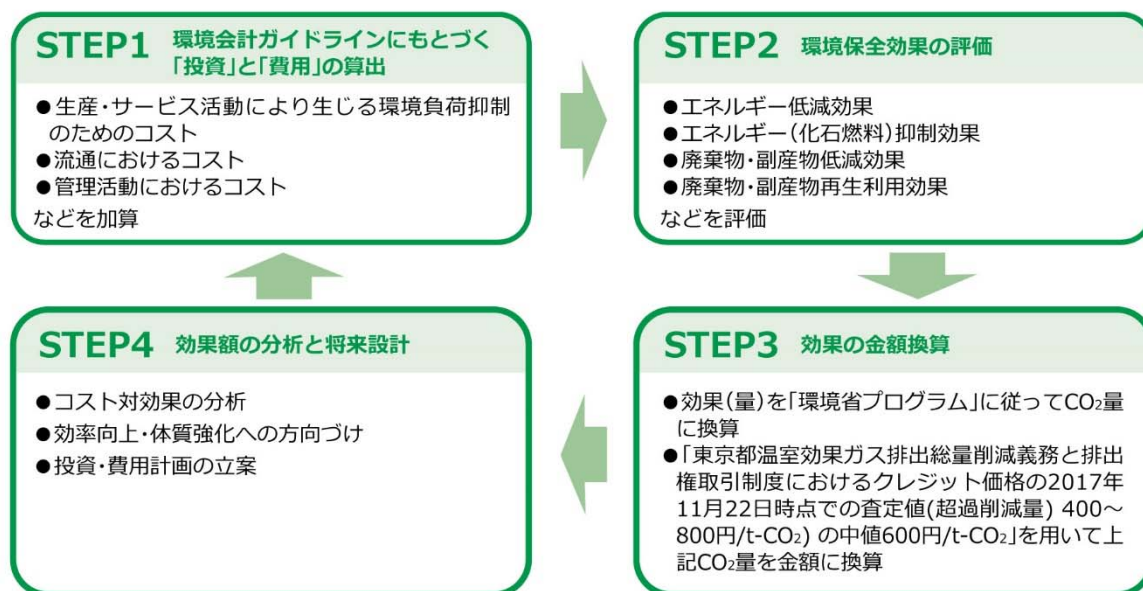 STEP1 環境会計ガイドラインにもとづく
「投資」と「費用」の算出
●生産・サービス活動により生じる環境負荷抑制
のためのコスト
●流通におけるコスト
●管理活動におけるコスト
などを加算
STEP2 環境保全効果の評価
●エネルギー低減効果
●エネルギー(化石燃料)抑制効果
●廃棄物・副産物低減効果
●廃棄物・副産物再生利用効果
などを評価
STEP3 効果の金額換算
●効果(量)を「環境省プログラム」に従ってCO₂量
に換算
●「東京都温室効果ガス排出総量削減義務と排出
権取引制度におけるクレジット価格の2017年
11月22日時点での査定値(超過削減量) 400~
800円/t-CO₂) の中値600円/t-CO₂」を用いて上
記CO₂量を金額に換算
STEP4 効果額の分析と将来設計
●コスト対効果の分析
●効率向上・体質強化への方向づけ
●投資・費用計画の立案